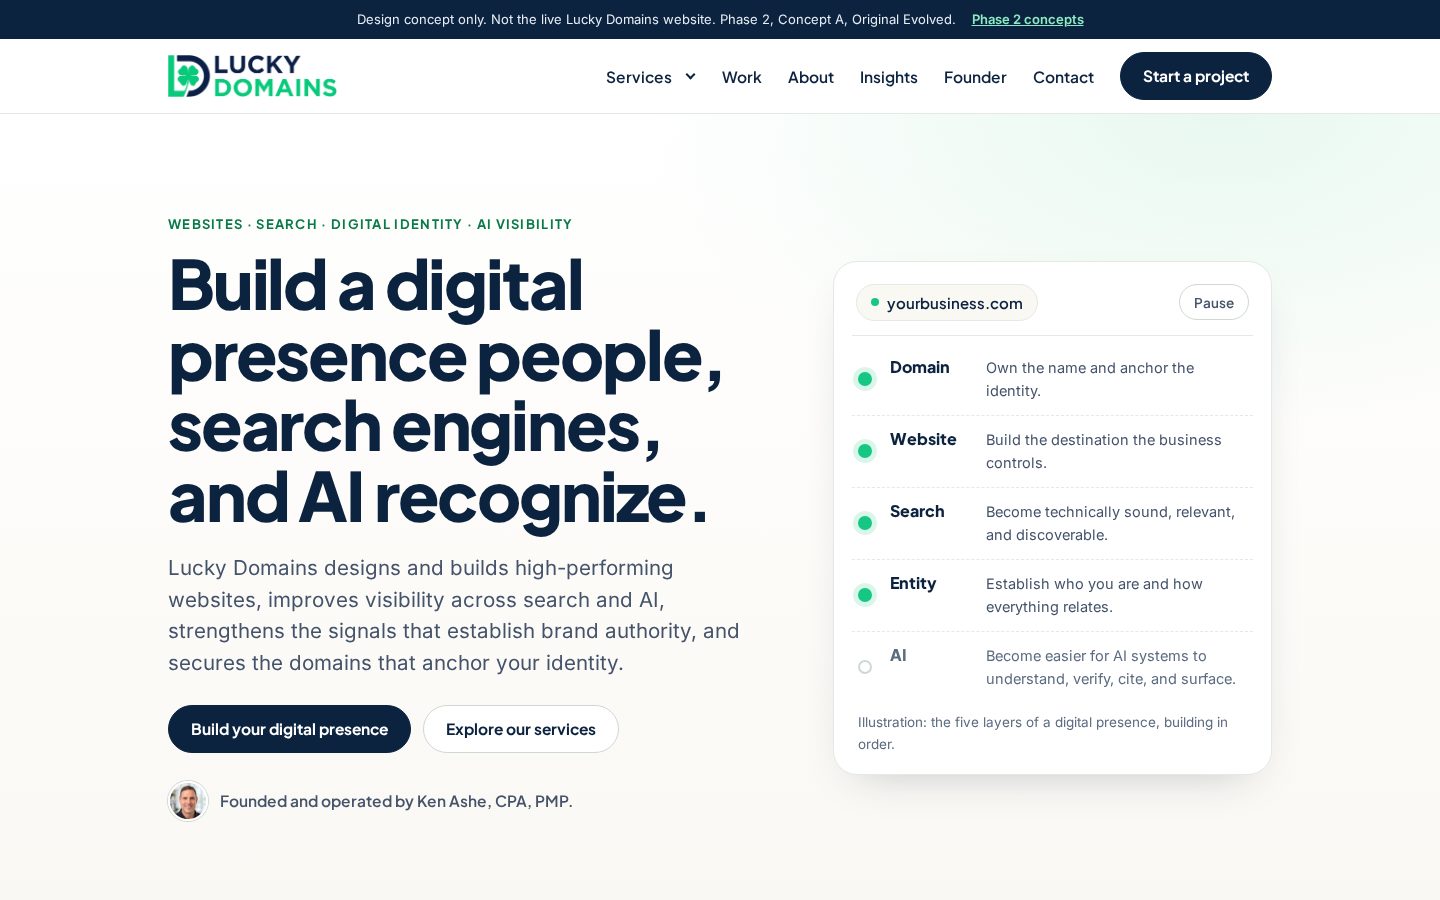 Design concept only. Not the live Lucky Domains website. Phase 2, Concept A, Original Evolved. Phase 2 concepts
LUCKY
DOMAINS
Services Work About Insights Founder Contact Start a project
WEBSITES · SEARCH · DIGITAL IDENTITY · AI VISIBILITY
Build a digital
presence people,
search engines,
and AI recognize.
Lucky Domains designs and builds high-performing
websites, improves visibility across search and AI,
strengthens the signals that establish brand authority, and
secures the domains that anchor your identity.
Build your digital presence Explore our services
Founded and operated by Ken Ashe, CPA, PMP.
yourbusiness.com Pause
Domain Own the name and anchor the
identity.
Website Build the destination the business
controls.
Search Become technically sound, relevant,
and discoverable.
Entity Establish who you are and how
everything relates.
AI Become easier for AI systems to
understand, verify, cite, and surface.
Illustration: the five layers of a digital presence, building in
order.